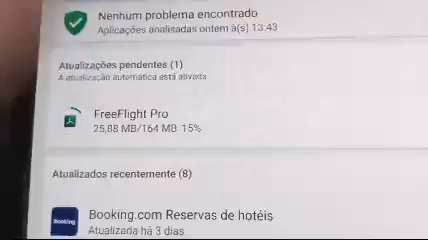 Nenhum problema encontrado
Aplicações analisadas ontem à(s) 13:43
Atualizações pendentes (1)
A atualização automática está ativada
FreeFlight Pro
25,88 MB/164 MB 15%
Atualizados recentemente (8)
Booking
Booking.com Reservas de hotéis
Atualizada há 3 dias